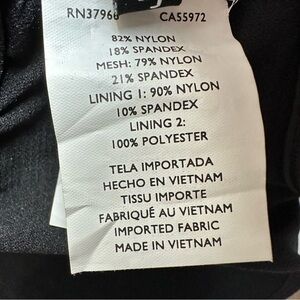 RN37966 CA55972
82% NYLON
18% SPANDEX
MESH: 79% NYLON
21% SPANDEX
LINING 1: 90% NYLON
10% SPANDEX
LINING 2:
100% POLYESTER
TELA IMPORTADA
HECHO EN VIETNAM
TISSU IMPORTE
FABRIQUÉ AU VIETNAM
IMPORTED FABRIC
MADE IN VIETNAM